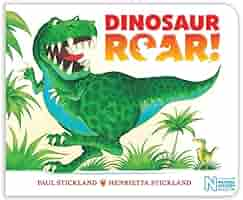 DINOSAUR
ROAR!
PAUL STICKLAND HENRIETTA STICKLAND